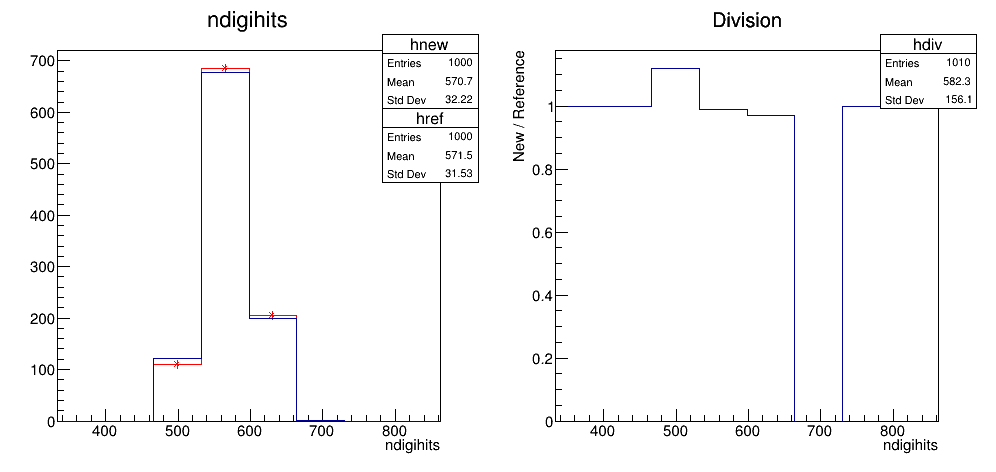 ndigihits
hnew
Entries 1000
Mean 570.7
Std Dev 32.22
href
Entries 1000
Mean 571.5
Std Dev 31.53
700
600
500
400
300
200
100
0
400 500 600 700 800
ndigihits
Division
hdiv
Entries 1010
Mean 582.3
Std Dev 156.1
New / Reference
1
0.8
0.6
0.4
0.2
0
400 500 600 700 800
ndigihits